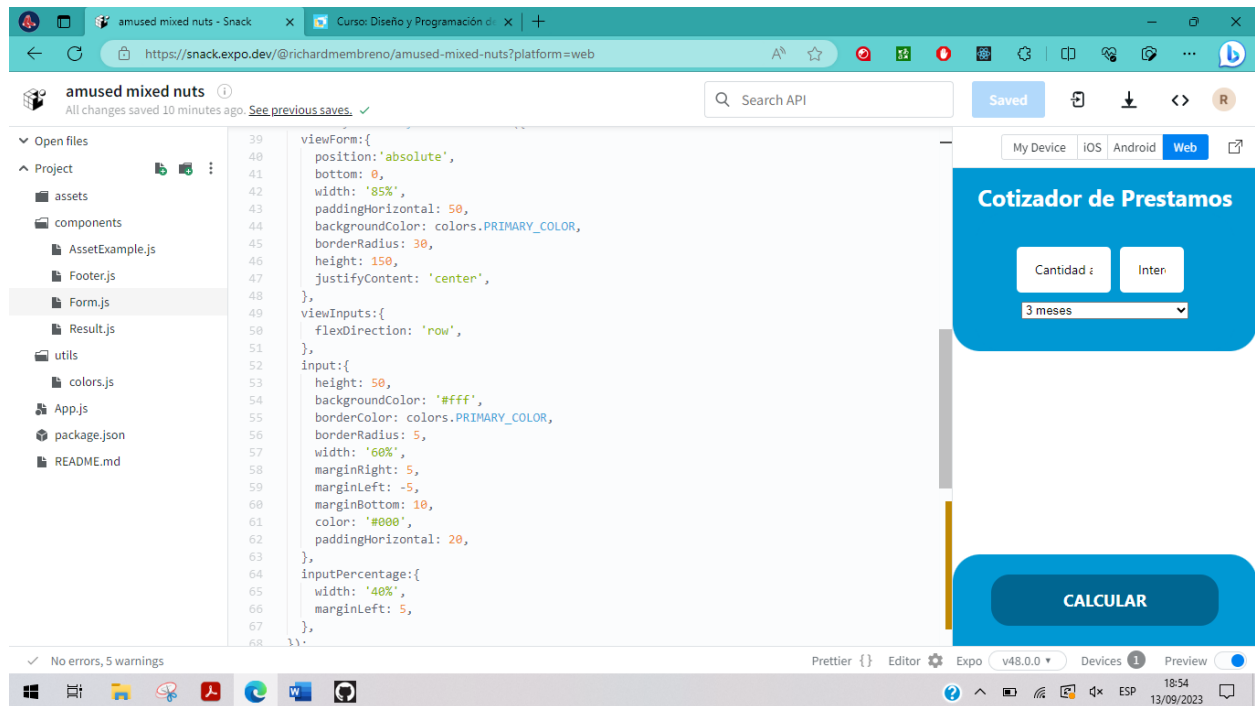 amused mixed nuts - Snack
Curso: Diseño y Programación de
https://snack.expo.dev/@richardmembreno/amused-mixed-nuts?platform=web
amused mixed nuts
All changes saved 10 minutes ago. See previous saves.
Search API
Saved
R
Open files
Project
assets
components
AssetExample.js
Footer.js
Form.js
Result.js
utils
colors.js
App.js
package.json
README.md
39 viewForm:{
40 position:'absolute',
41 bottom: 0,
42 width: '85%',
43 paddingHorizontal: 50,
44 backgroundColor: colors.PRIMARY_COLOR,
45 borderRadius: 30,
46 height: 150,
47 justifyContent: 'center',
48 },
49 viewInputs:{
50 flexDirection: 'row',
51 },
52 input:{
53 height: 50,
54 backgroundColor: '#fff',
55 borderColor: colors.PRIMARY_COLOR,
56 borderRadius: 5,
57 width: '60%',
58 marginRight: 5,
59 marginLeft: -5,
60 marginBottom: 10,
61 color: '#000',
62 paddingHorizontal: 20,
63 },
64 inputPercentage:{
65 width: '40%',
66 marginLeft: 5,
67 },
68 });
My Device iOS Android Web
Cotizador de Prestamos
Cantidad a
Inter
3 meses
CALCULAR
No errors, 5 warnings
Prettier { } Editor Expo v48.0.0 Devices 1 Preview
ESP
18:54
13/09/2023